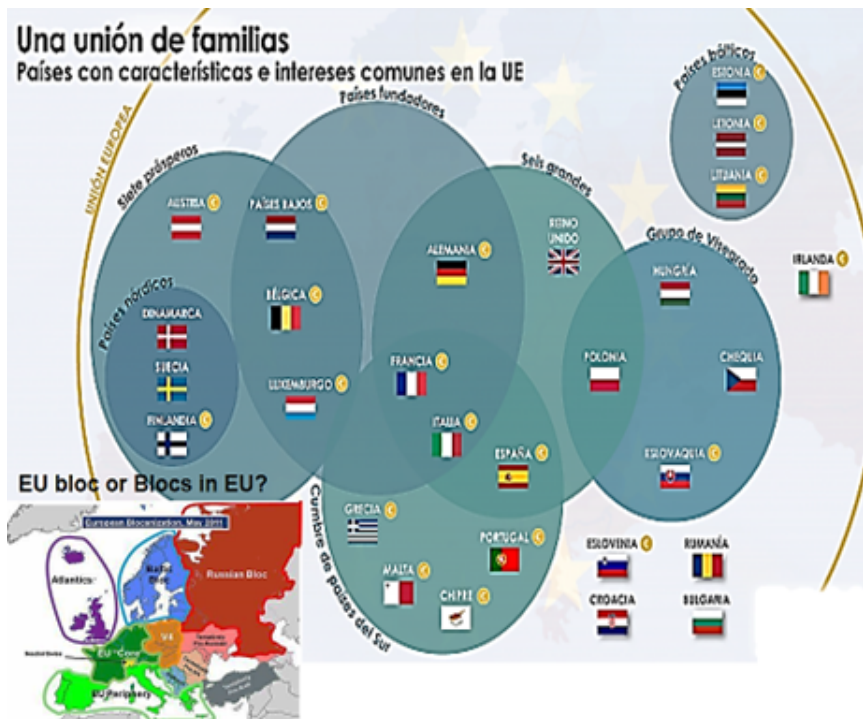 Una unión de familias
Países con características e intereses comunes en la UE
UNIÓN EUROPEA
Siete prósperos
Países fundadores
Seis grandes
Países bálticos
ESTONIA
LETONIA
LITUANIA
AUSTRIA
PAÍSES BAJOS
ALEMANIA
REINO
UNIDO
Grupo de Visegrado
HUNGRÍA
IRLANDA
Países nórdicos
DINAMARCA
BÉLGICA
SUECIA
FRANCIA
POLONIA
CHEQUIA
LUXEMBURGO
FINLANDIA
ITALIA
ESPAÑA
ESLOVAQUIA
Cumbre de países del Sur
GRECIA
PORTUGAL
MALTA
CHIPRE
ESLOVENIA
RUMANÍA
CROACIA
BULGARIA
EU bloc or Blocs in EU?
European Blocanization, May 2011
Atlantics
Bloc
Russian Bloc
V4
EU Core
EU Periphery